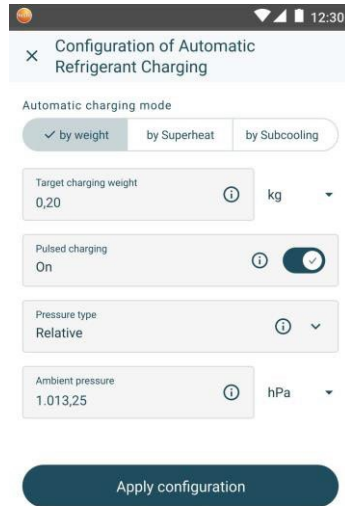 12:30
Configuration of Automatic
Refrigerant Charging
Automatic charging mode
by weight by Superheat by Subcooling
Target charging weight
0,20 kg
Pulsed charging
On
Pressure type
Relative
Ambient pressure
1.013,25 hPa
Apply configuration